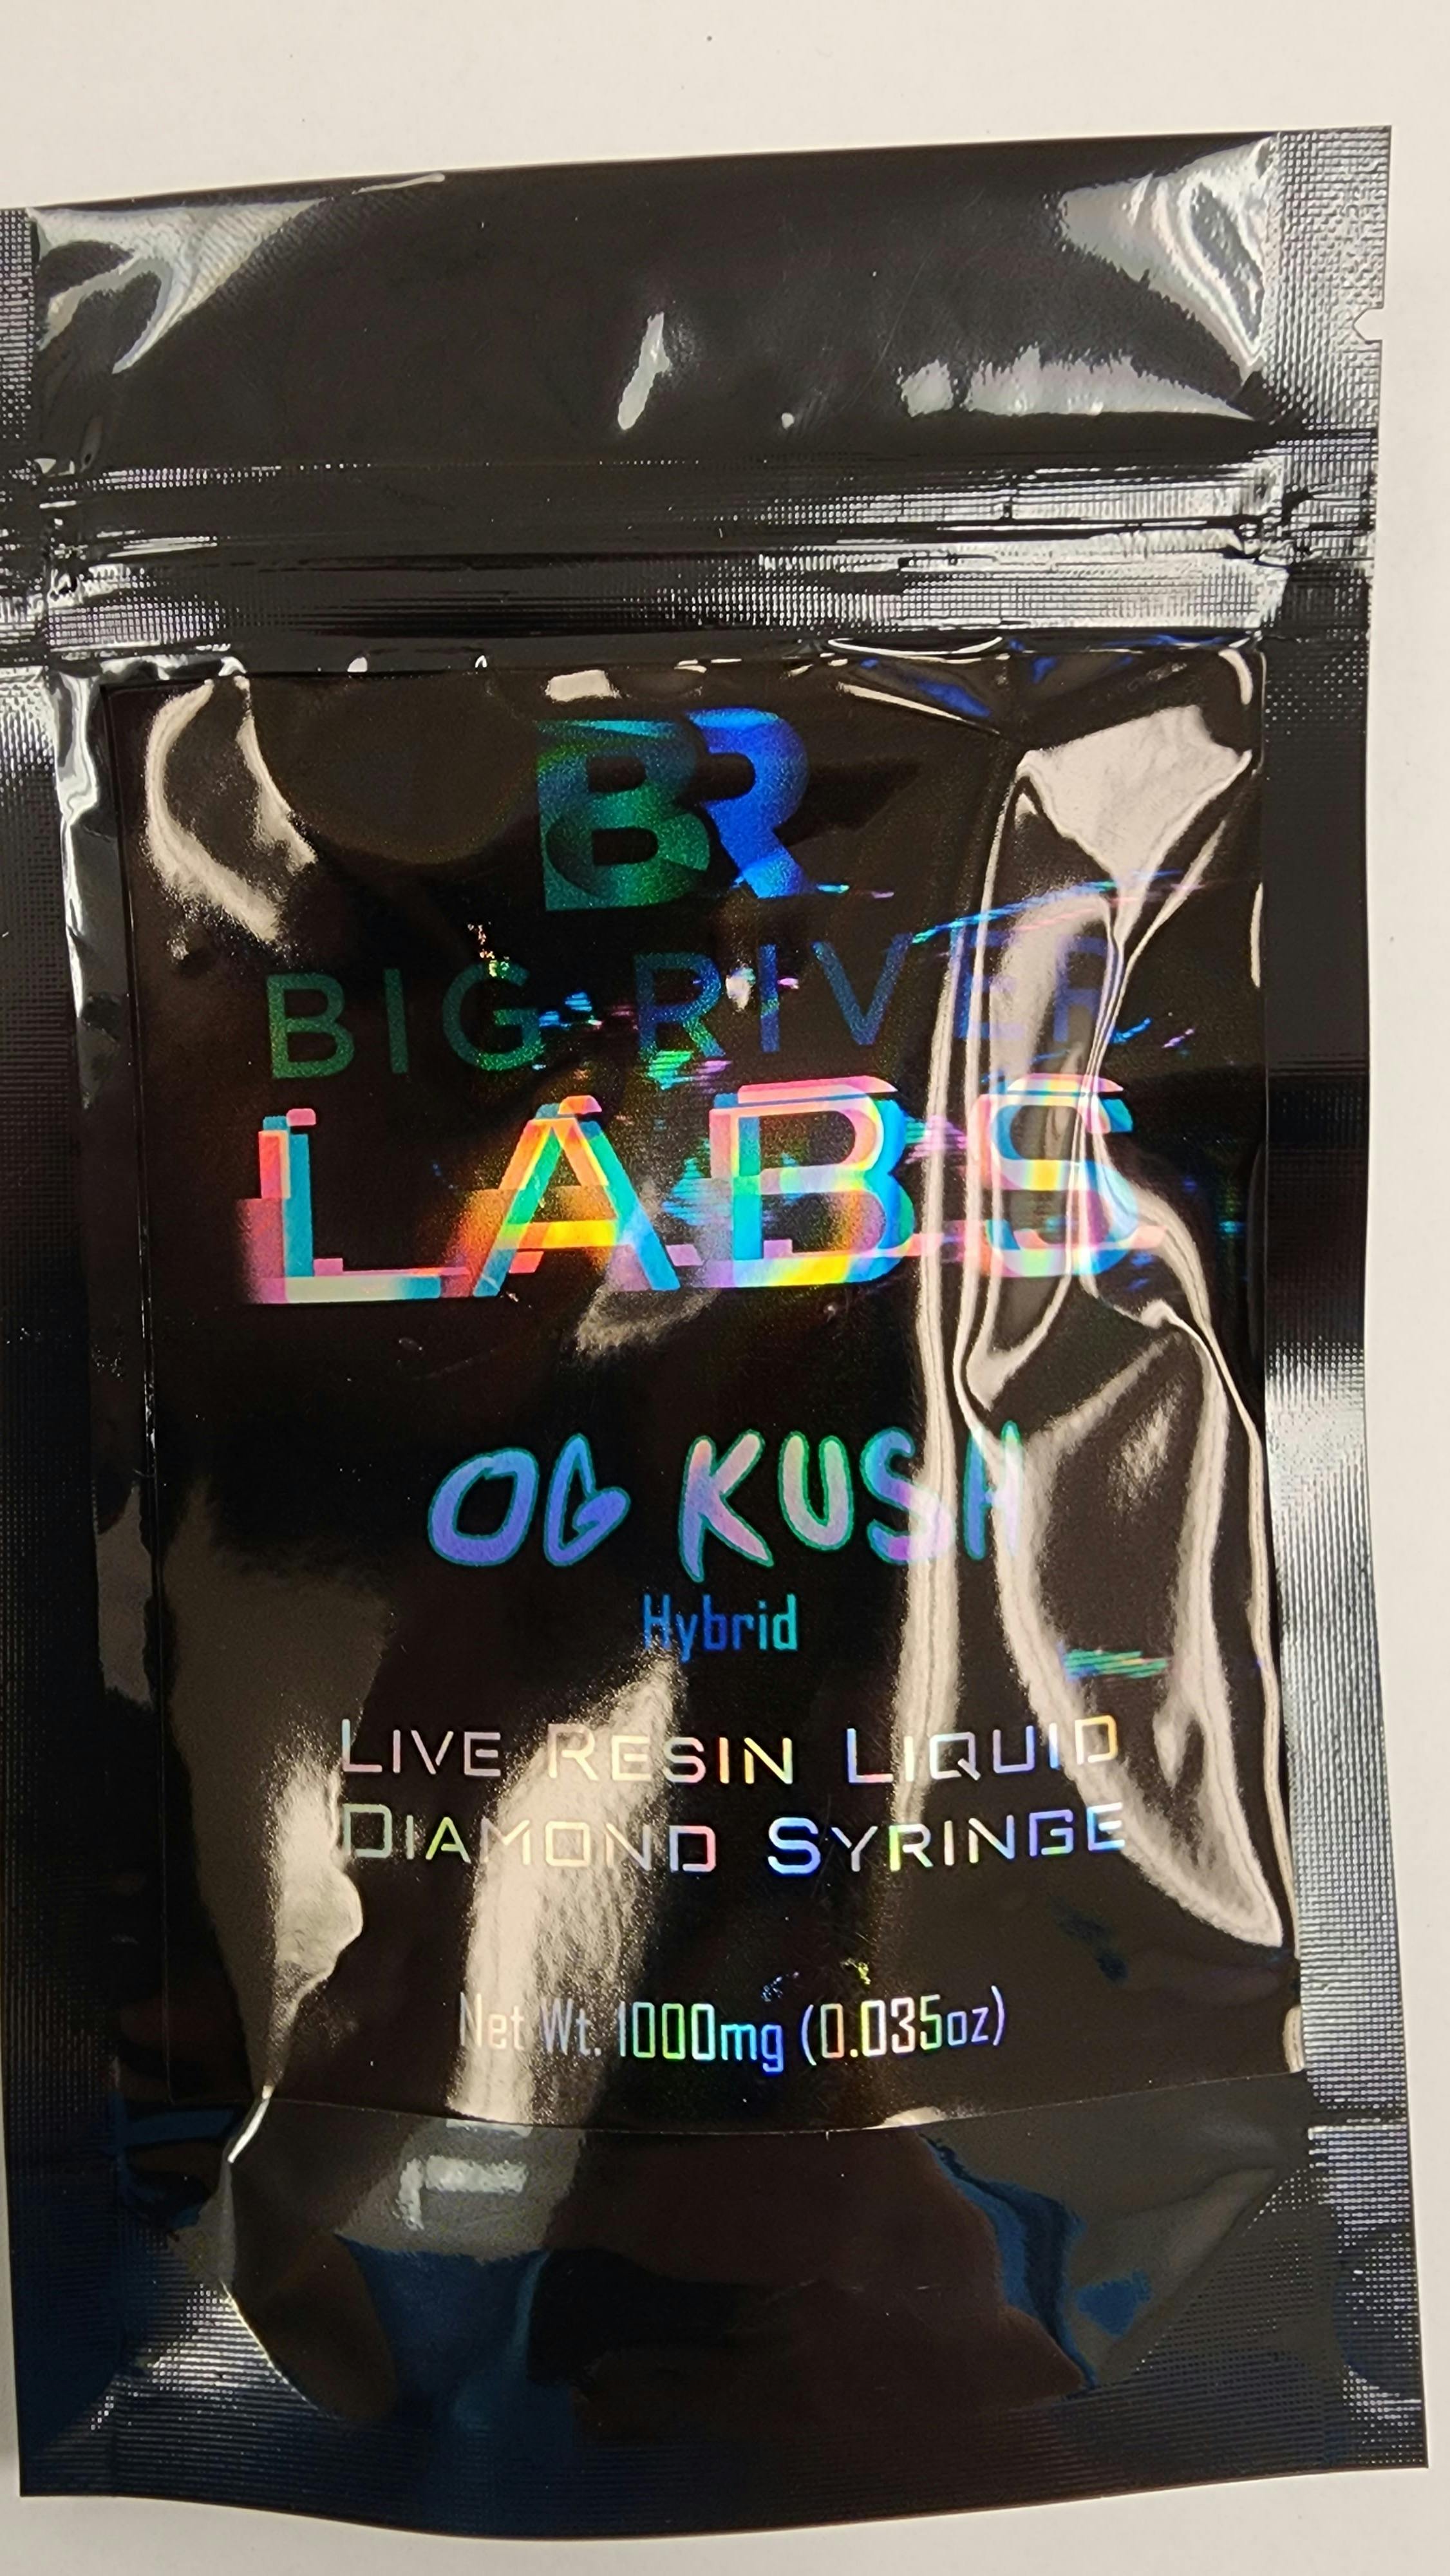 BR
BIG RIVER
LABS
OG KUSH
Hybrid
LIVE RESIN LIQUID
DIAMOND SYRINGE
Net Wt. 1000mg (0.035oz)